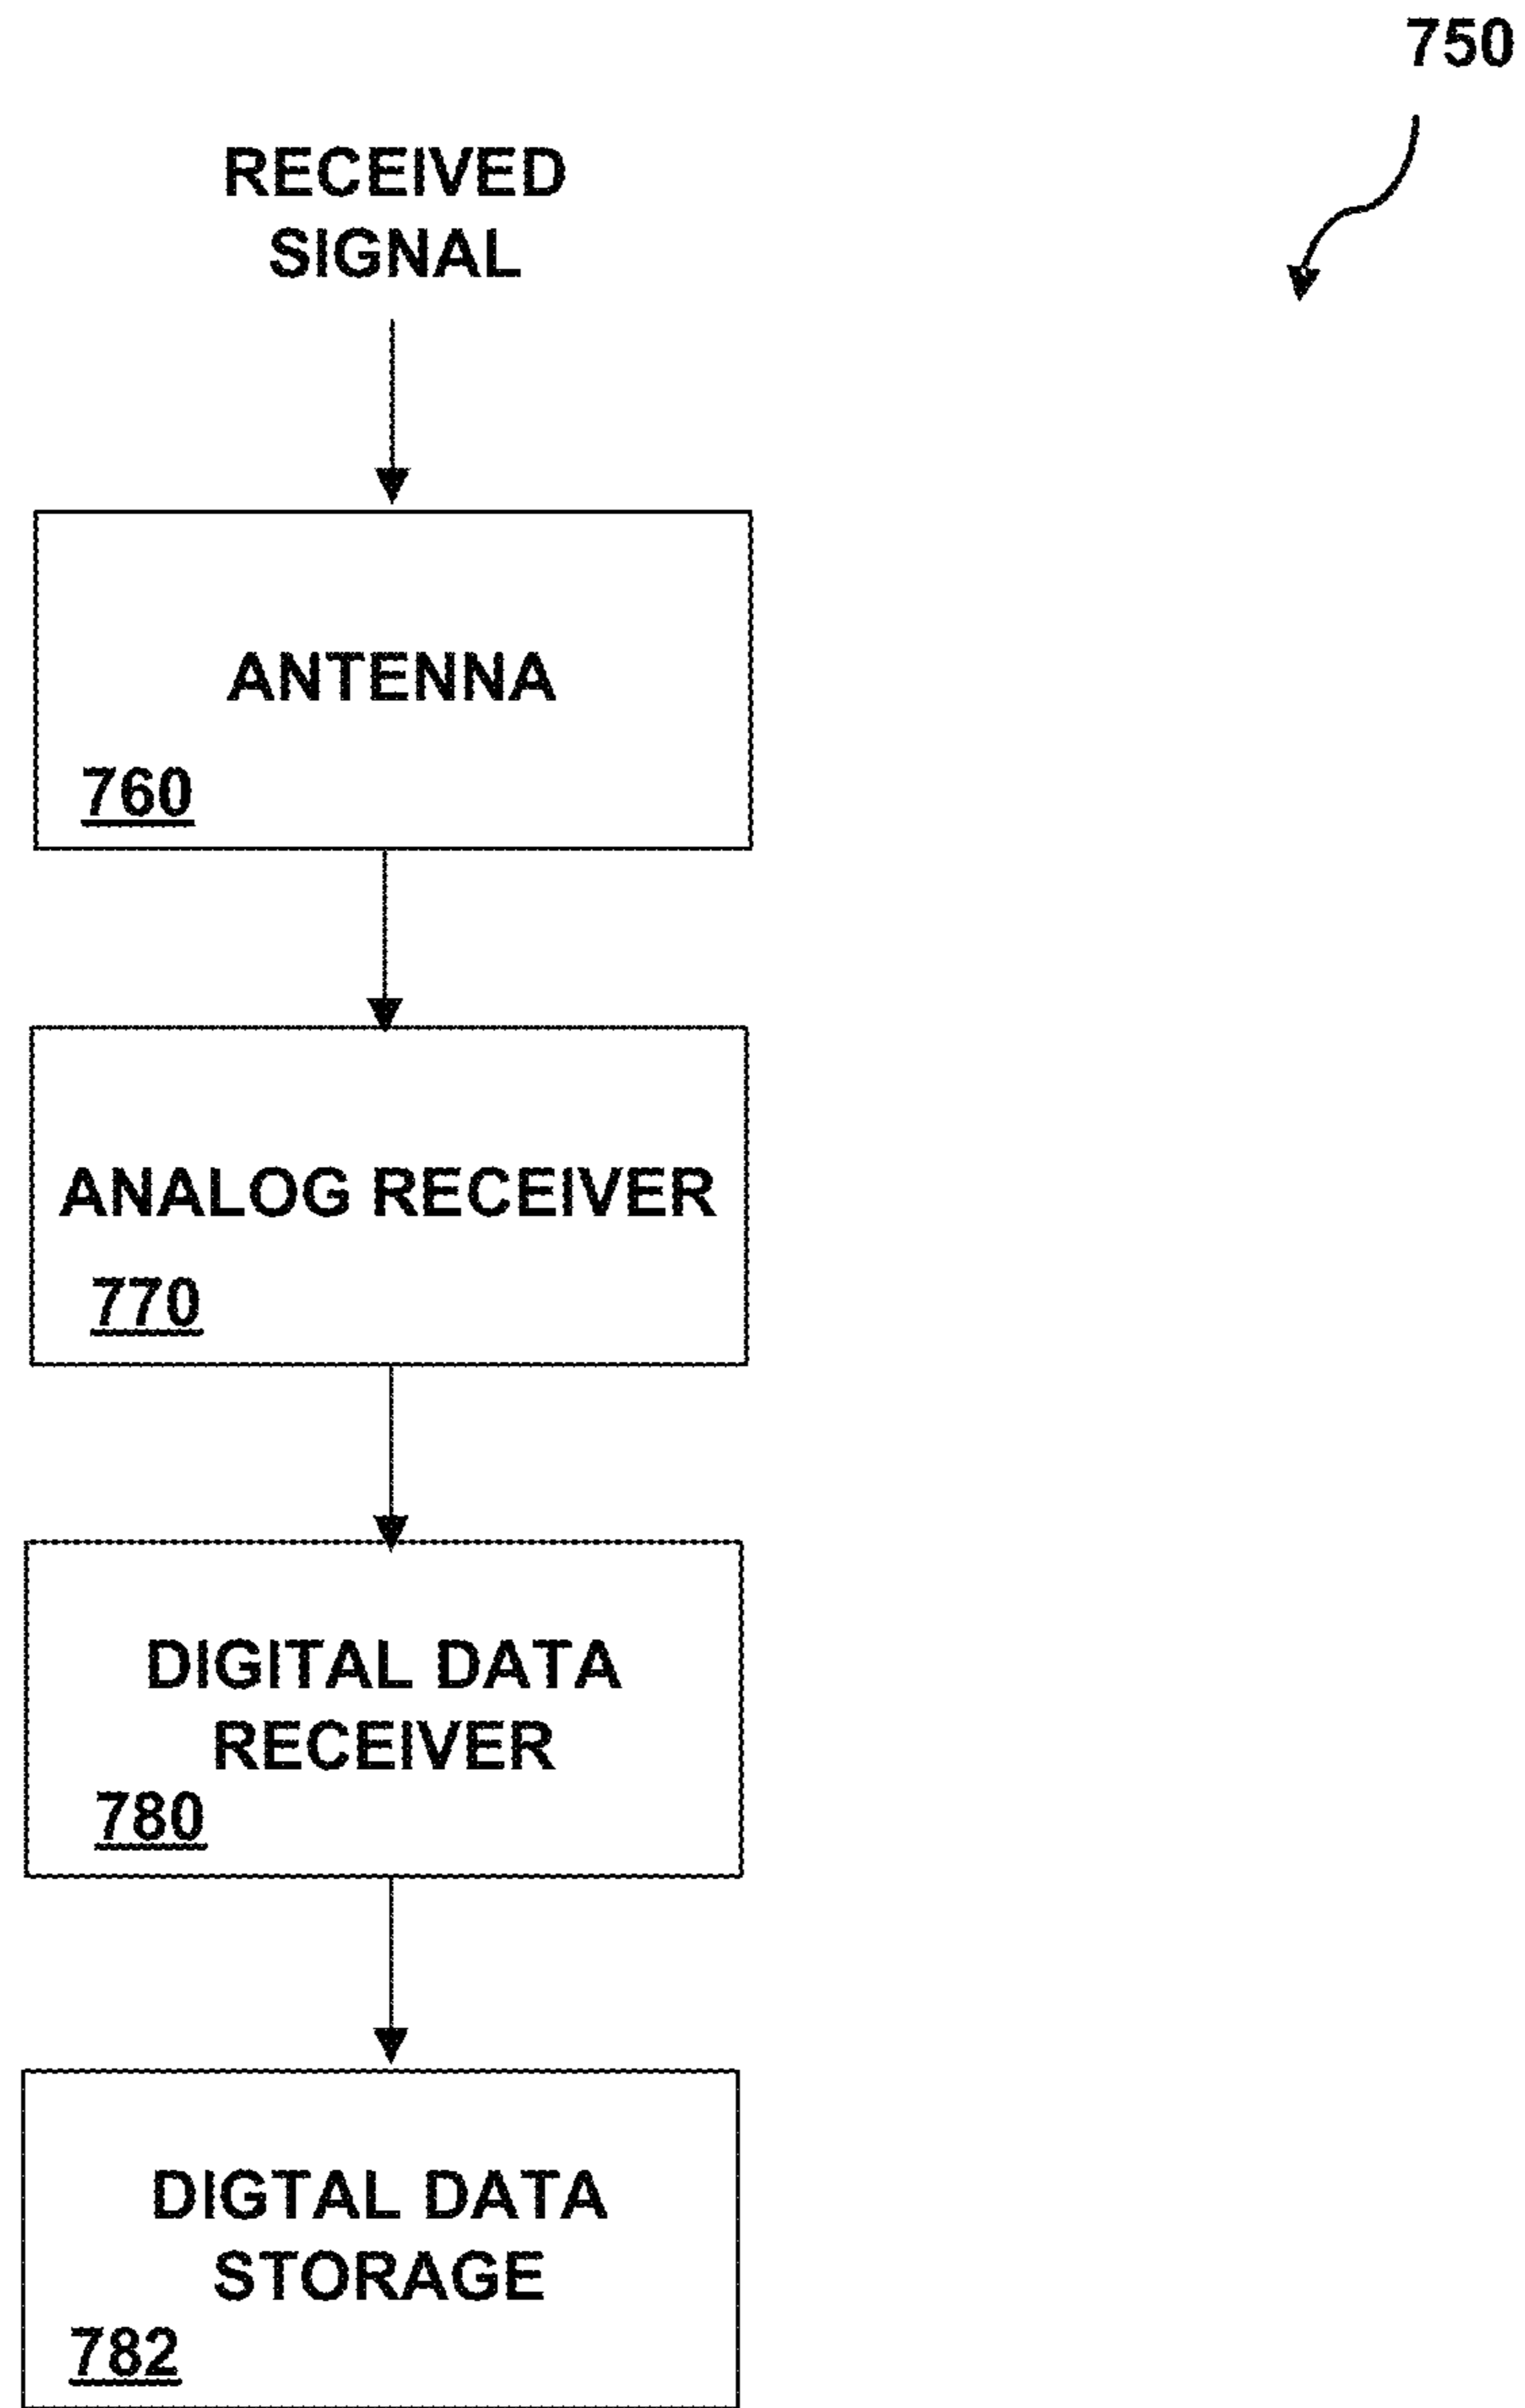 750
RECEIVED
SIGNAL
ANTENNA
760
ANALOG RECEIVER
770
DIGITAL DATA
RECEIVER
780
DIGTAL DATA
STORAGE
782